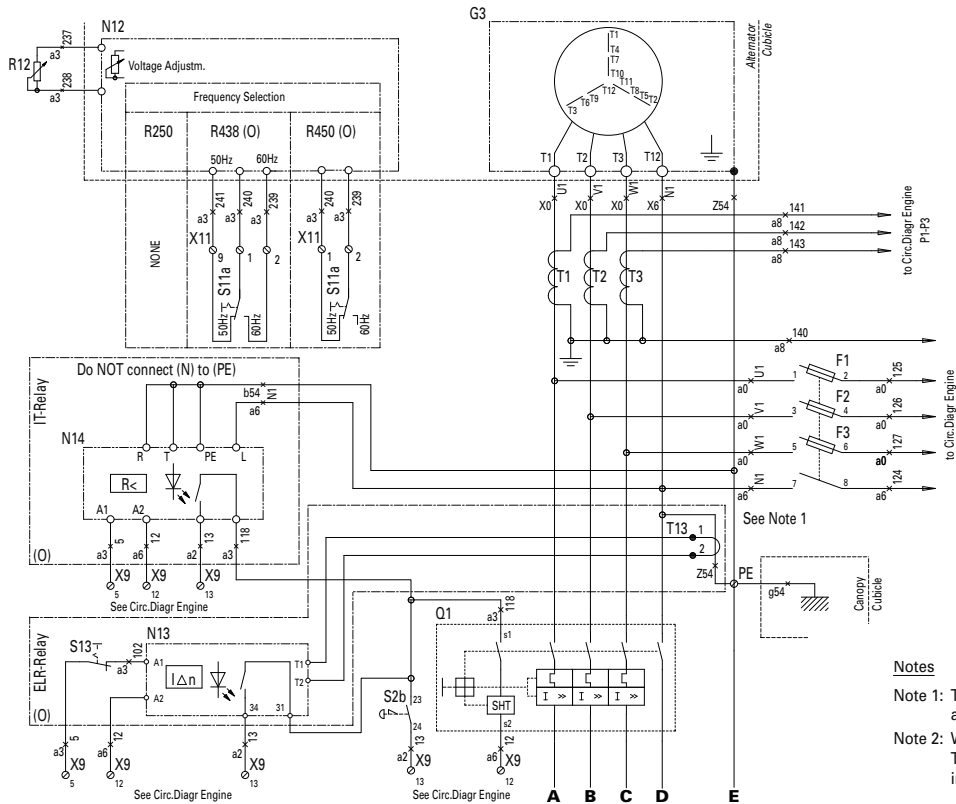 N12
G3
237
a3
R12
238
a3
Voltage Adjustm.
Frequency Selection
R250
R438 (O)
R450 (O)
NONE
50Hz
60Hz
241
240
239
240
239
a3
a3
a3
a3
a3
X11
9
1
2
X11
1
2
S11a
S11a
50Hz
60Hz
50Hz
60Hz
T1
T4
T7
T10
T12
T11
T9
T8
T6
T5
T3
T2
Alternator
Cubicle
T1
T2
T3
T12
U1
V1
W1
N1
X0
X0
X0
X6
Z54
141
a8
142
a8
143
a8
to Circ.Diagr Engine
P1-P3
T1
T2
T3
140
a8
Do NOT connect (N) to (PE)
IT-Relay
b54
N1
a6
N14
R
T
PE
L
R<
A1
A2
5
12
13
118
a3
a6
a2
a3
(O)
X9
5
X9
12
X9
13
See Circ.Diagr Engine
F1
U1
a0
1
2
a0
125
F2
V1
a0
3
4
a0
126
F3
W1
a0
5
6
a0
127
N1
a6
7
8
a6
124
to Circ.Diagr Engine
See Note 1
T13
1
2
Z54
PE
g54
Canopy
Cubicle
ELR-Relay
(O)
S13
102
a3
N13
A1
A2
I∆n
T1
T2
34
31
5
12
13
a3
a6
a2
X9
5
X9
12
X9
13
See Circ.Diagr Engine
S2b
23
24
13
a2
X9
13
Q1
118
a3
s1
SHT
s2
12
a6
X9
12
I >>
I >>
I >>
See Circ.Diagr Engine
A
B
C
D
E
Notes
Note 1: T
a
Note 2: W
T
in